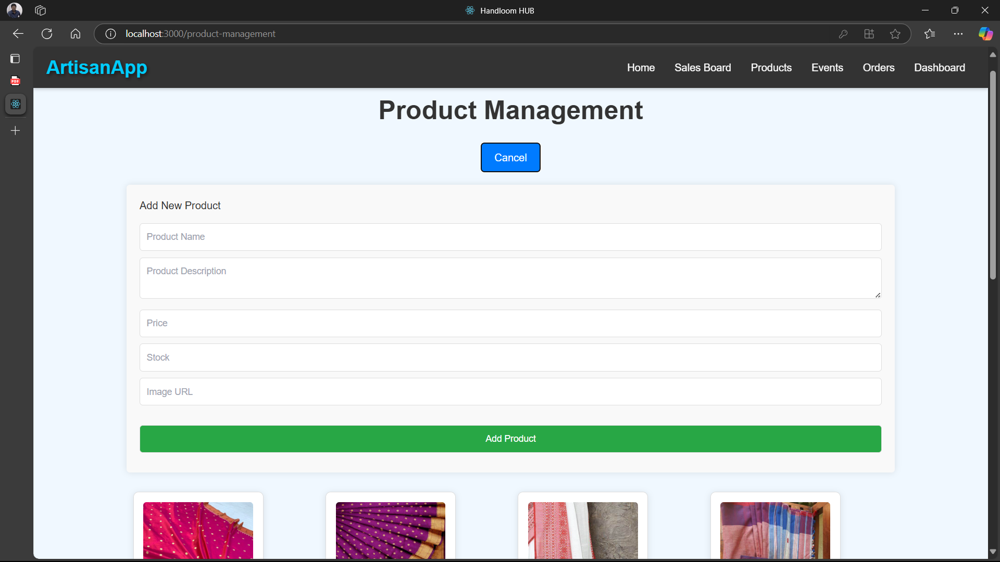 Handloom HUB
localhost:3000/product-management
PDF
ArtisanApp
Home Sales Board Products Events Orders Dashboard
Product Management
Cancel
Add New Product
Product Name
Product Description
Price
Stock
Image URL
Add Product